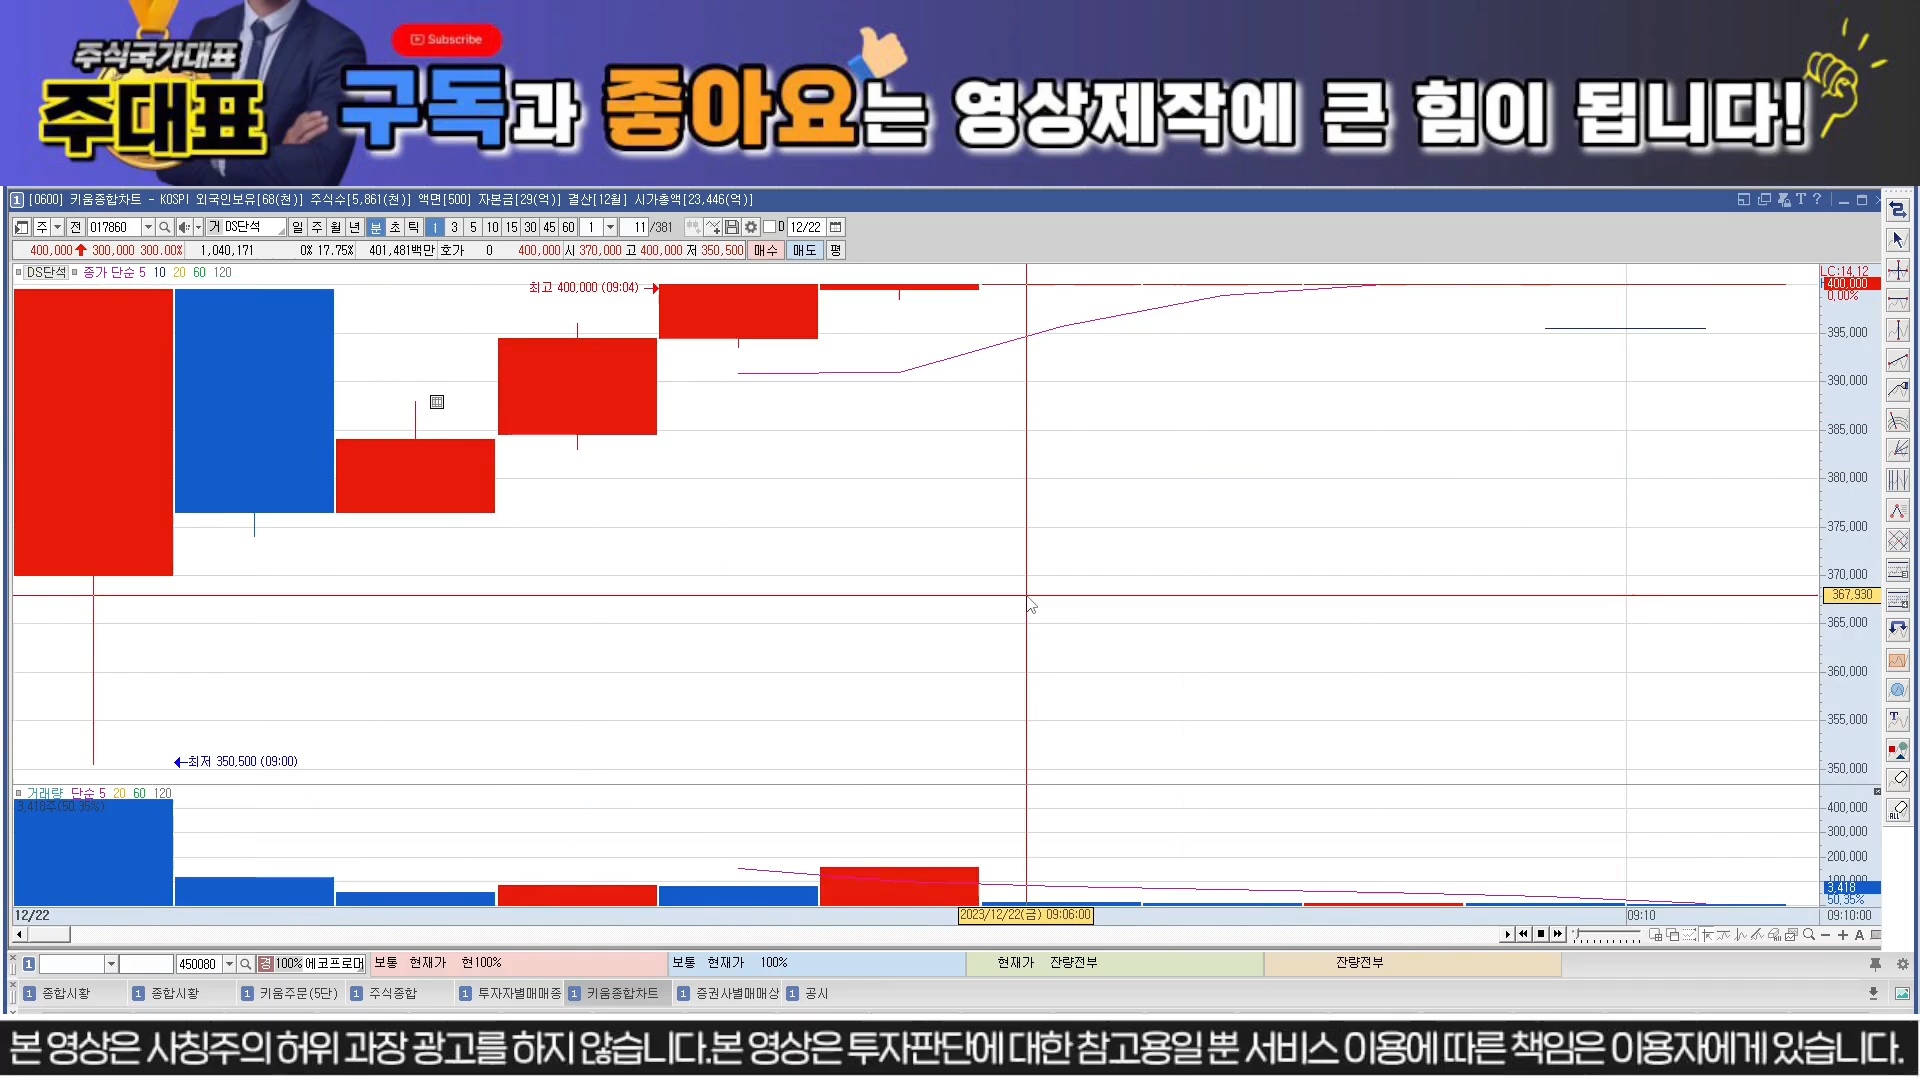 주식국가대표
주대표
Subscribe
구독과 좋아요는 영상제작에 큰 힘이 됩니다!
1 [0600] 키움종합차트 - KOSPI 외국인보유[68(천)] 주식수[5,861(천)] 액면[500] 자본금[29(억)] 결산[12월] 시가총액[23,446(억)]
주 전 017860 거 DS단석 일 주 월 년 분 초 틱 1 3 5 10 15 30 45 60 1 11 /381 D 12/22
400,000 300,000 300.00% 1,040,171 0% 17.75% 401,481백만 호가 0 400,000 시 370,000 고 400,000 저 350,500 매수 매도 평
DS단석 종가 단순 5 10 20 60 120
LC:14.12
최고 400,000 (09:04)
400,000
0.00%
395,000
390,000
385,000
380,000
375,000
370,000
367,930
365,000
360,000
355,000
최저 350,500 (09:00)
350,000
거래량 단순 5 20 60 120
3,418주(50.35%)
400,000
300,000
200,000
100,000
3,418
50.35%
12/22
2023/12/22(금) 09:06:00
09:10
09:10:00
A
1 450080 경 100% 에코프로머 보통 현재가 현100% 보통 현재가 100% 현재가 잔량전부 잔량전부
1 종합시황 1 종합시황 1 키움주문(5단) 1 주식종합 1 투자자별매매종 1 키움종합차트 1 증권사별매매상 1 공시
본 영상은 사칭주의 허위 과장 광고를 하지 않습니다.본 영상은 투자판단에 대한 참고용일 뿐 서비스 이용에 따른 책임은 이용자에게 있습니다.